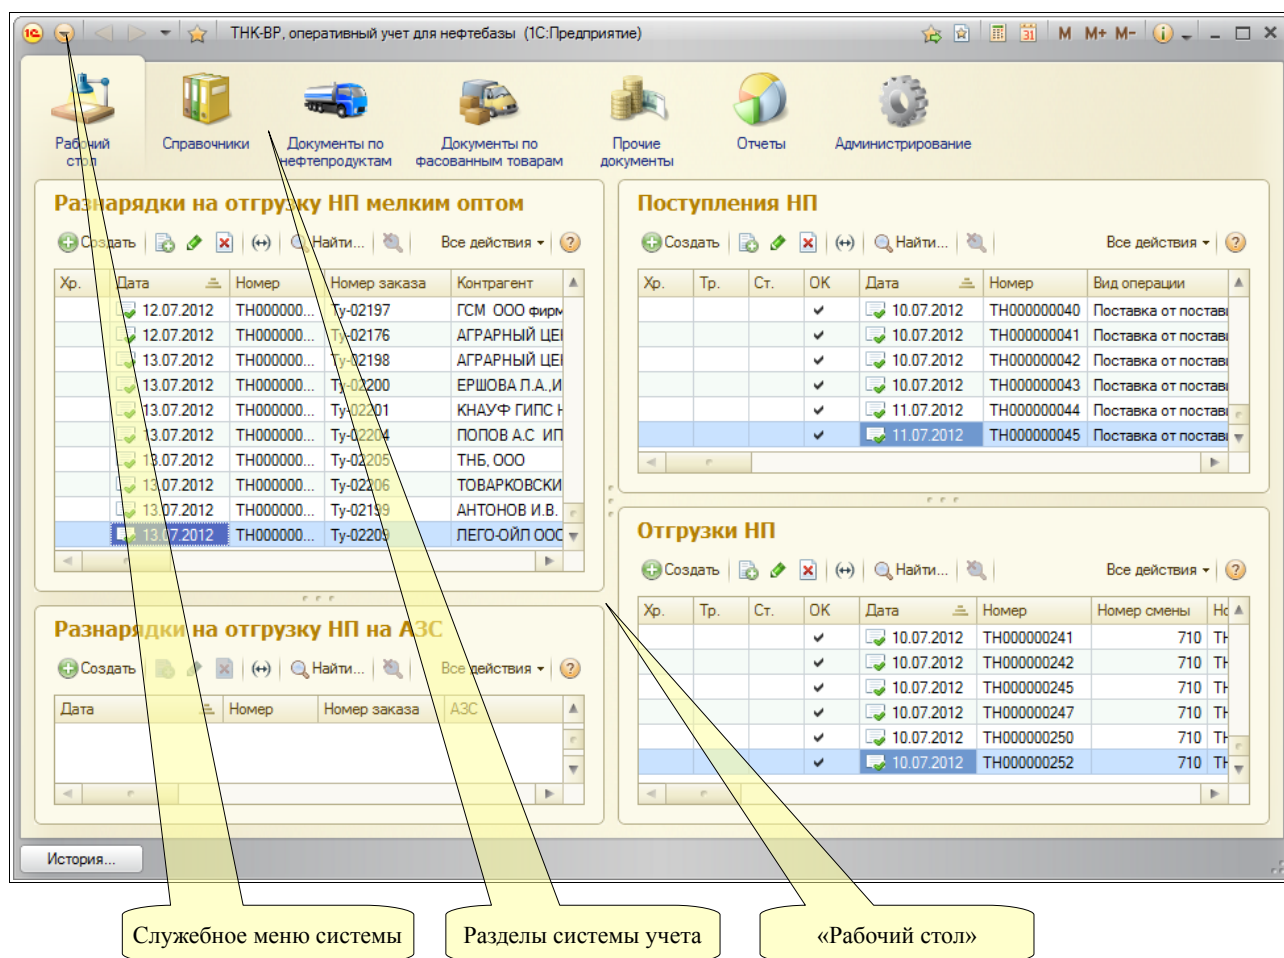 ТНК-ВР, оперативный учет для нефтебазы (1С:Предприятие)
31 M M+ M-
Рабочий стол
Справочники
Документы по нефтепродуктам
Документы по фасованным товарам
Прочие документы
Отчеты
Администрирование
Разнарядки на отгрузку НП мелким оптом
Создать Найти... Все действия
Хр. Дата Номер Номер заказа Контрагент
12.07.2012 ТН000000... Ту-02197 ГСМ ООО фирм
12.07.2012 ТН000000... Ту-02176 АГРАРНЫЙ ЦЕ
13.07.2012 ТН000000... Ту-02198 АГРАРНЫЙ ЦЕ
13.07.2012 ТН000000... Ту-02200 ЕРШОВА Л.А.,И
13.07.2012 ТН000000... Ту-02201 КНАУФ ГИПС
13.07.2012 ТН000000... Ту-02204 ПОПОВ А.С ИП
13.07.2012 ТН000000... Ту-02205 ТНБ, ООО
13.07.2012 ТН000000... Ту-02206 ТОВАРКОВСКИ
13.07.2012 ТН000000... Ту-02199 АНТОНОВ И.В.
13.07.2012 ТН000000... Ту-02209 ЛЕГО-ОЙЛ ООС
Разнарядки на отгрузку НП на АЗС
Создать Найти... Все действия
Дата Номер Номер заказа АЗС
Поступления НП
Создать Найти... Все действия
Хр. Тр. Ст. ОК Дата Номер Вид операции
10.07.2012 ТН000000040 Поставка от постав
10.07.2012 ТН000000041 Поставка от постав
10.07.2012 ТН000000042 Поставка от постав
10.07.2012 ТН000000043 Поставка от постав
11.07.2012 ТН000000044 Поставка от постав
11.07.2012 ТН000000045 Поставка от постав
Отгрузки НП
Создать Найти... Все действия
Хр. Тр. Ст. ОК Дата Номер Номер смены Но
10.07.2012 ТН000000241 710 ТН
10.07.2012 ТН000000242 710 ТН
10.07.2012 ТН000000245 710 ТН
10.07.2012 ТН000000247 710 ТН
10.07.2012 ТН000000250 710 ТН
10.07.2012 ТН000000252 710 ТН
История...
Служебное меню системы
Разделы системы учета
«Рабочий стол»